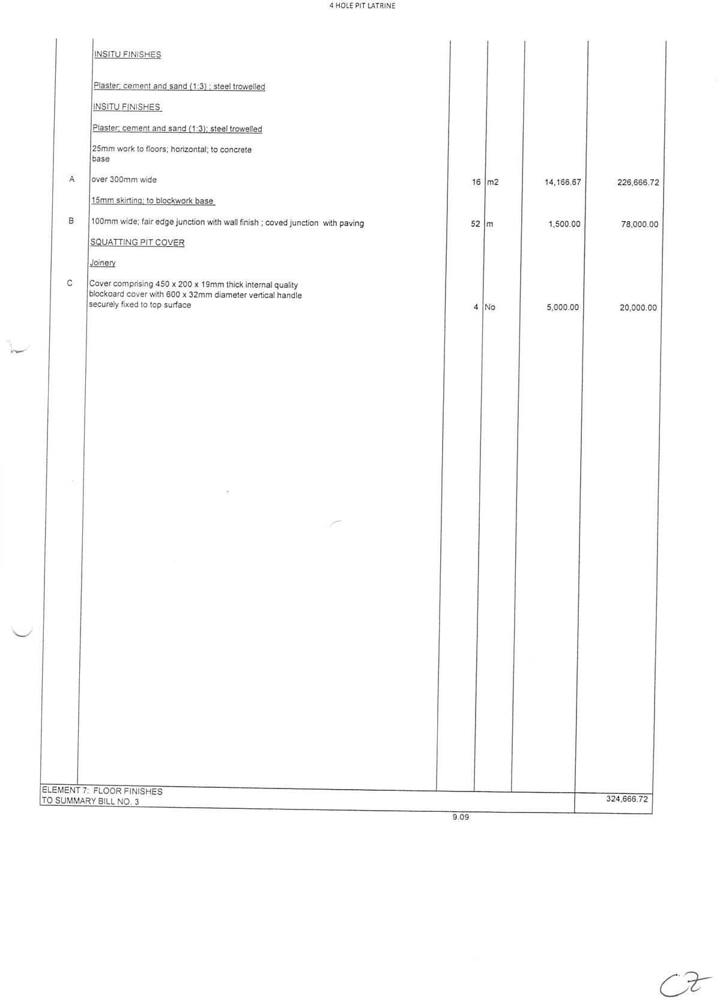 4 HOLE PIT LATRINE
INSITU FINISHES
Plaster; cement and sand (1:3) ; steel trowelled
INSITU FINISHES
Plaster; cement and sand (1:3); steel trowelled
25mm work to floors; horizontal; to concrete
base
A over 300mm wide 16 m2 14,166.67 226,666.72
15mm skirting; to blockwork base
B 100mm wide; fair edge junction with wall finish ; coved junction with paving 52 m 1,500.00 78,000.00
SQUATTING PIT COVER
Joinery
C Cover comprising 450 x 200 x 19mm thick internal quality
blockoard cover with 600 x 32mm diameter vertical handle
securely fixed to top surface 4 No 5,000.00 20,000.00
ELEMENT 7: FLOOR FINISHES
TO SUMMARY BILL NO. 3 324,666.72
9.09